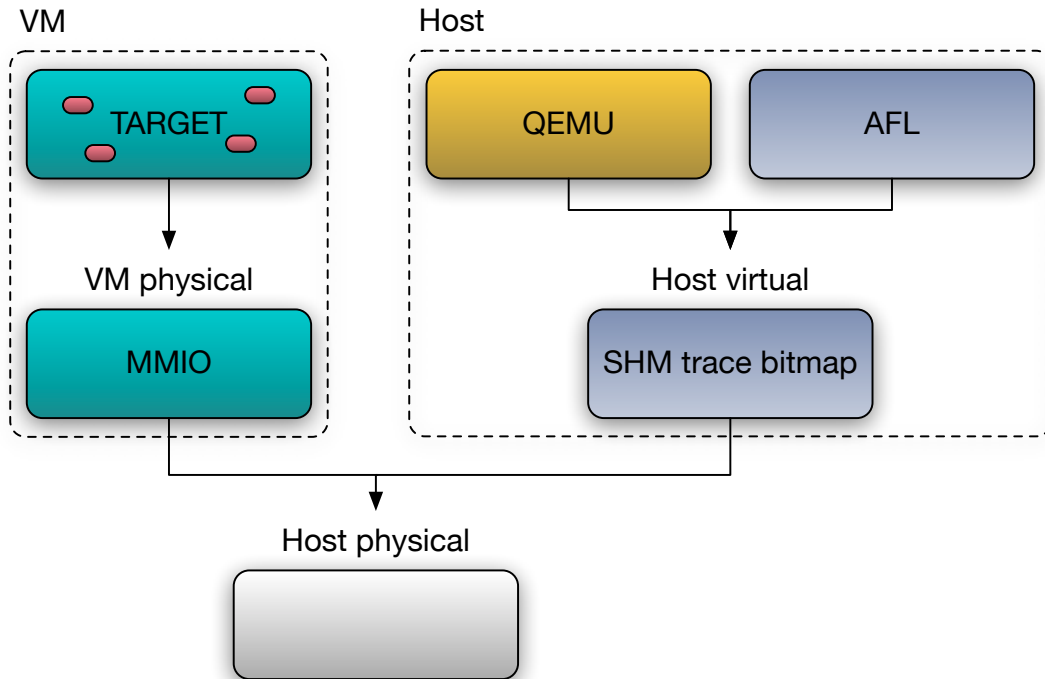 VM
Host
TARGET
QEMU
AFL
VM physical
Host virtual
MMIO
SHM trace bitmap
Host physical